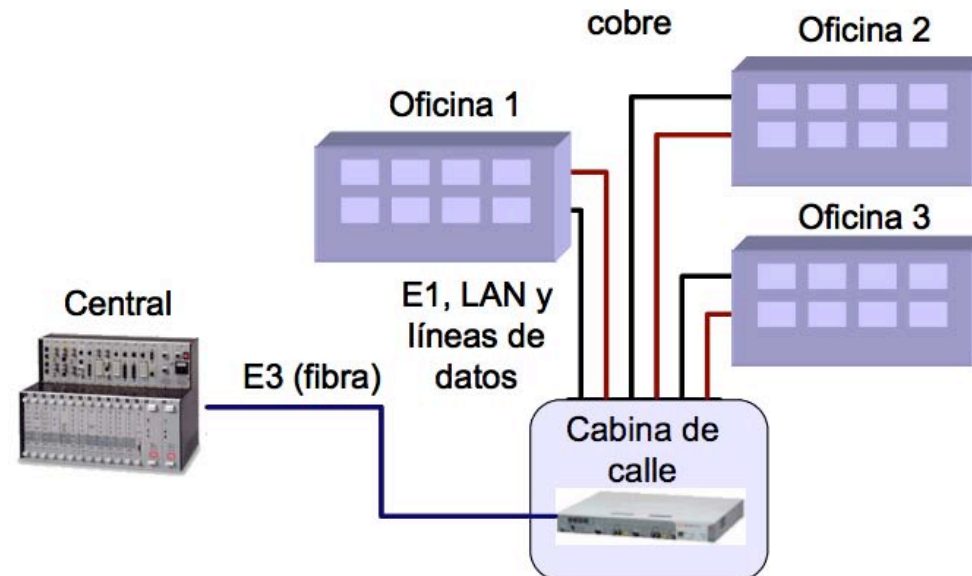 cobre
Oficina 2
Oficina 1
Oficina 3
E1, LAN y
líneas de
datos
Central
E3 (fibra)
Cabina de
calle